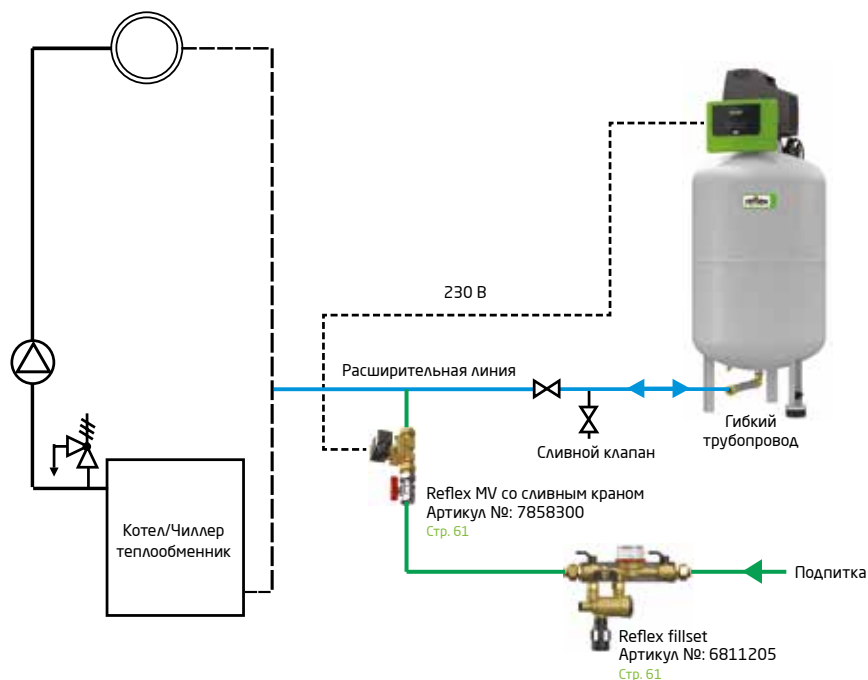 230 В
reflex
Расширительная линия
Гибкий
трубопровод
Сливной клапан
Reflex MV со сливным краном
Артикул №: 7858300
Стр. 61
Котел/Чиллер
теплообменник
Подпитка
Reflex fillset
Артикул №: 6811205
Стр. 61